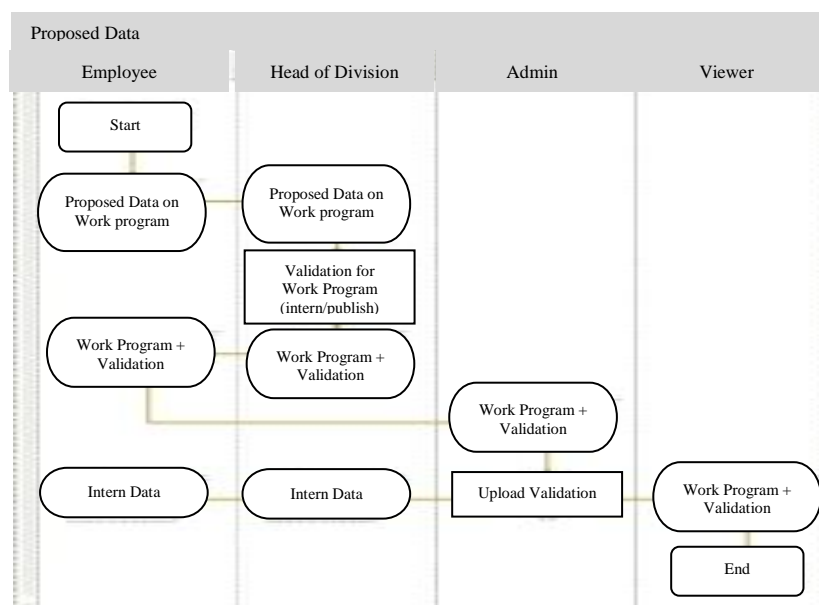 Proposed Data
Employee
Head of Division
Admin
Viewer
Start
Proposed Data on
Work program
Proposed Data on
Work program
Validation for
Work Program
(intern/publish)
Work Program +
Validation
Work Program +
Validation
Work Program +
Validation
Intern Data
Intern Data
Upload Validation
Work Program +
Validation
End